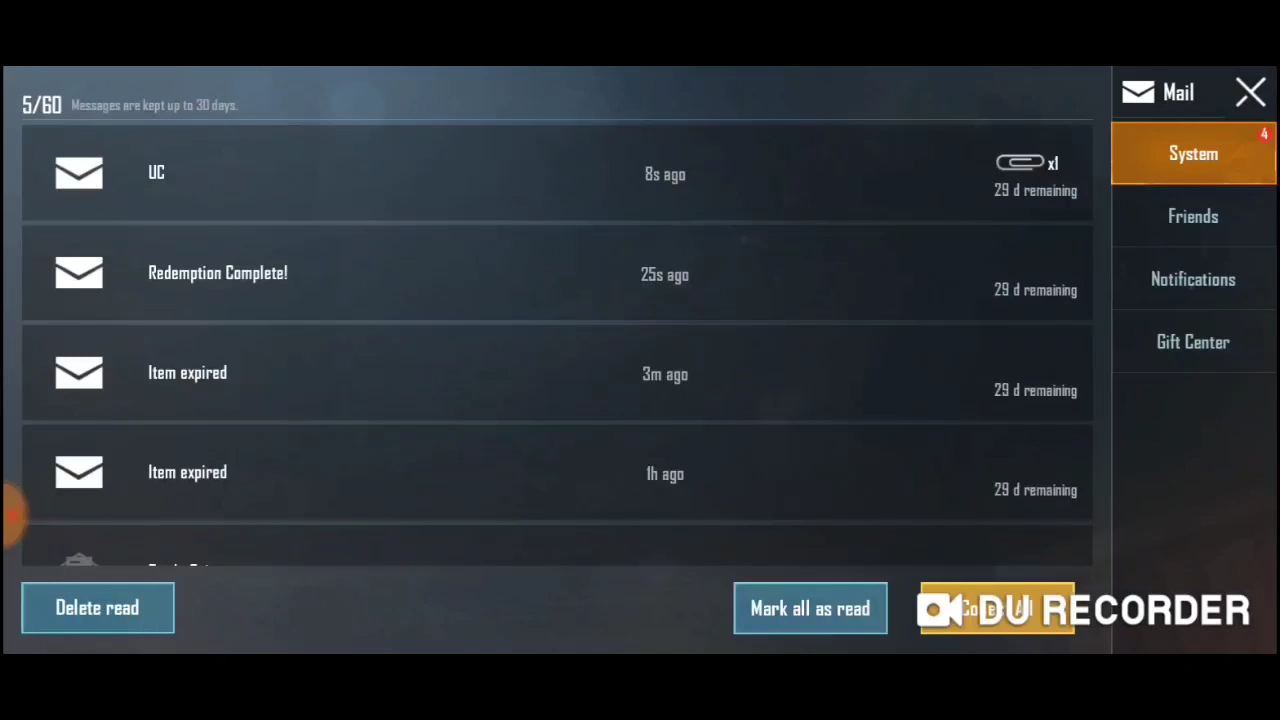 5/60 Messages are kept up to 30 days.
Mail
System 4
Friends
Notifications
Gift Center
UC 8s ago x1
29 d remaining
Redemption Complete! 25s ago
29 d remaining
Item expired 3m ago
29 d remaining
Item expired 1h ago
29 d remaining
Delete read
Mark all as read
DU RECORDER